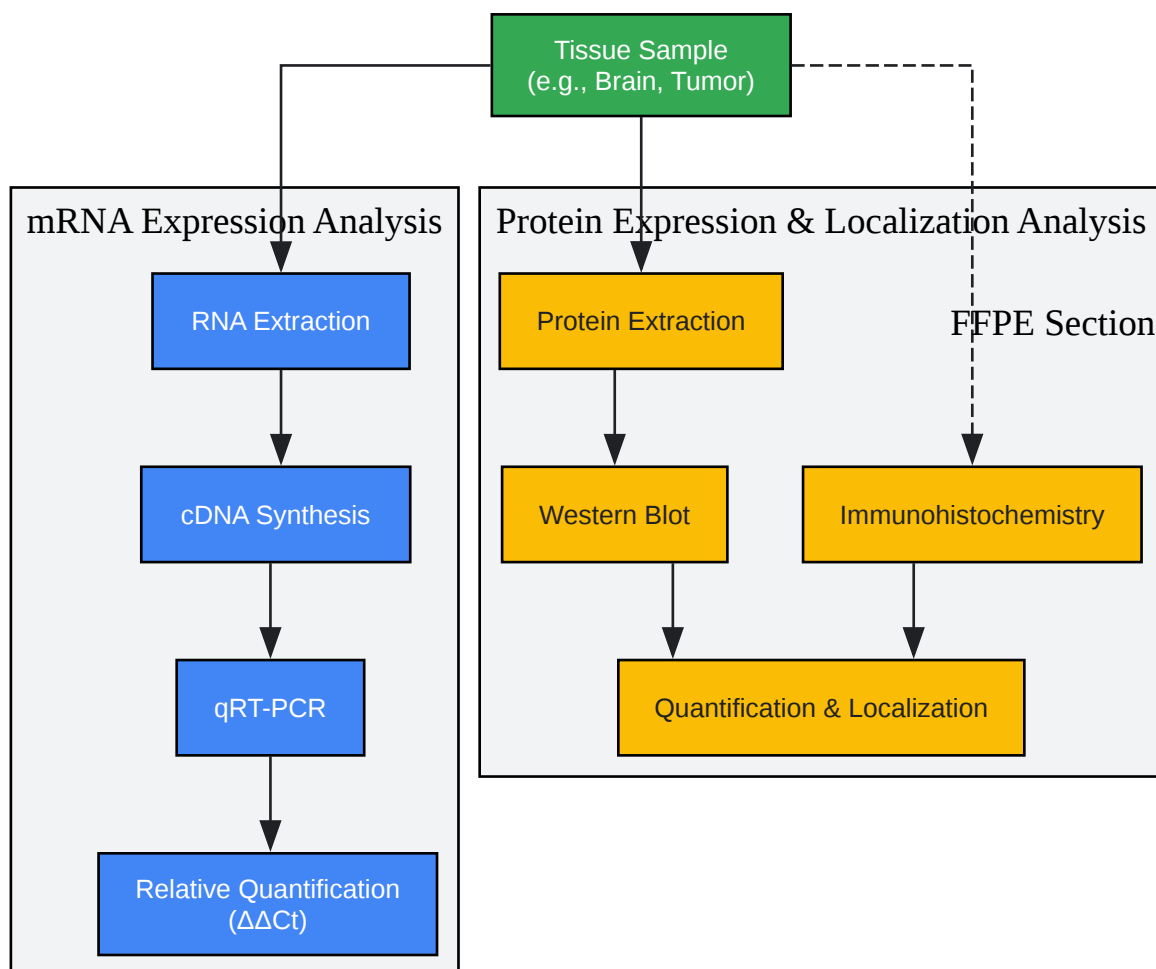 Tissue Sample
(e.g., Brain, Tumor)
mRNA Expression Analysis
Protein Expression & Localization Analysis
RNA Extraction
Protein Extraction
FFPE Section
cDNA Synthesis
Western Blot
Immunohistochemistry
qRT-PCR
Quantification & Localization
Relative Quantification
(ΔΔCt)